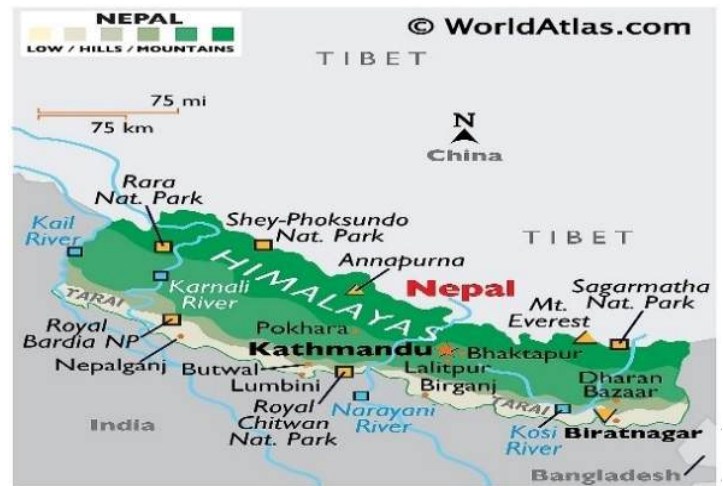 NEPAL
LOW / HILLS / MOUNTAINS
© WorldAtlas.com
TIBET
75 mi
75 km
N
China
Rara
Nat. Park
Shey-Phoksundo
Nat. Park
TIBET
Kail
River
Annapurna
HIMALAYAS
Nepal
Sagarmatha
Nat. Park
Karnali
River
Mt.
Everest
TARAI
Royal
Bardia NP
Pokhara
Kathmandu
Bhaktapur
Nepalganj
Butwal
Lalitpur
Dharan
Bazaar
Lumbini
Birganj
TARAI
Royal
Chitwan
Nat. Park
Narayani
River
Kosi
River
Biratnagar
India
Bangladesh